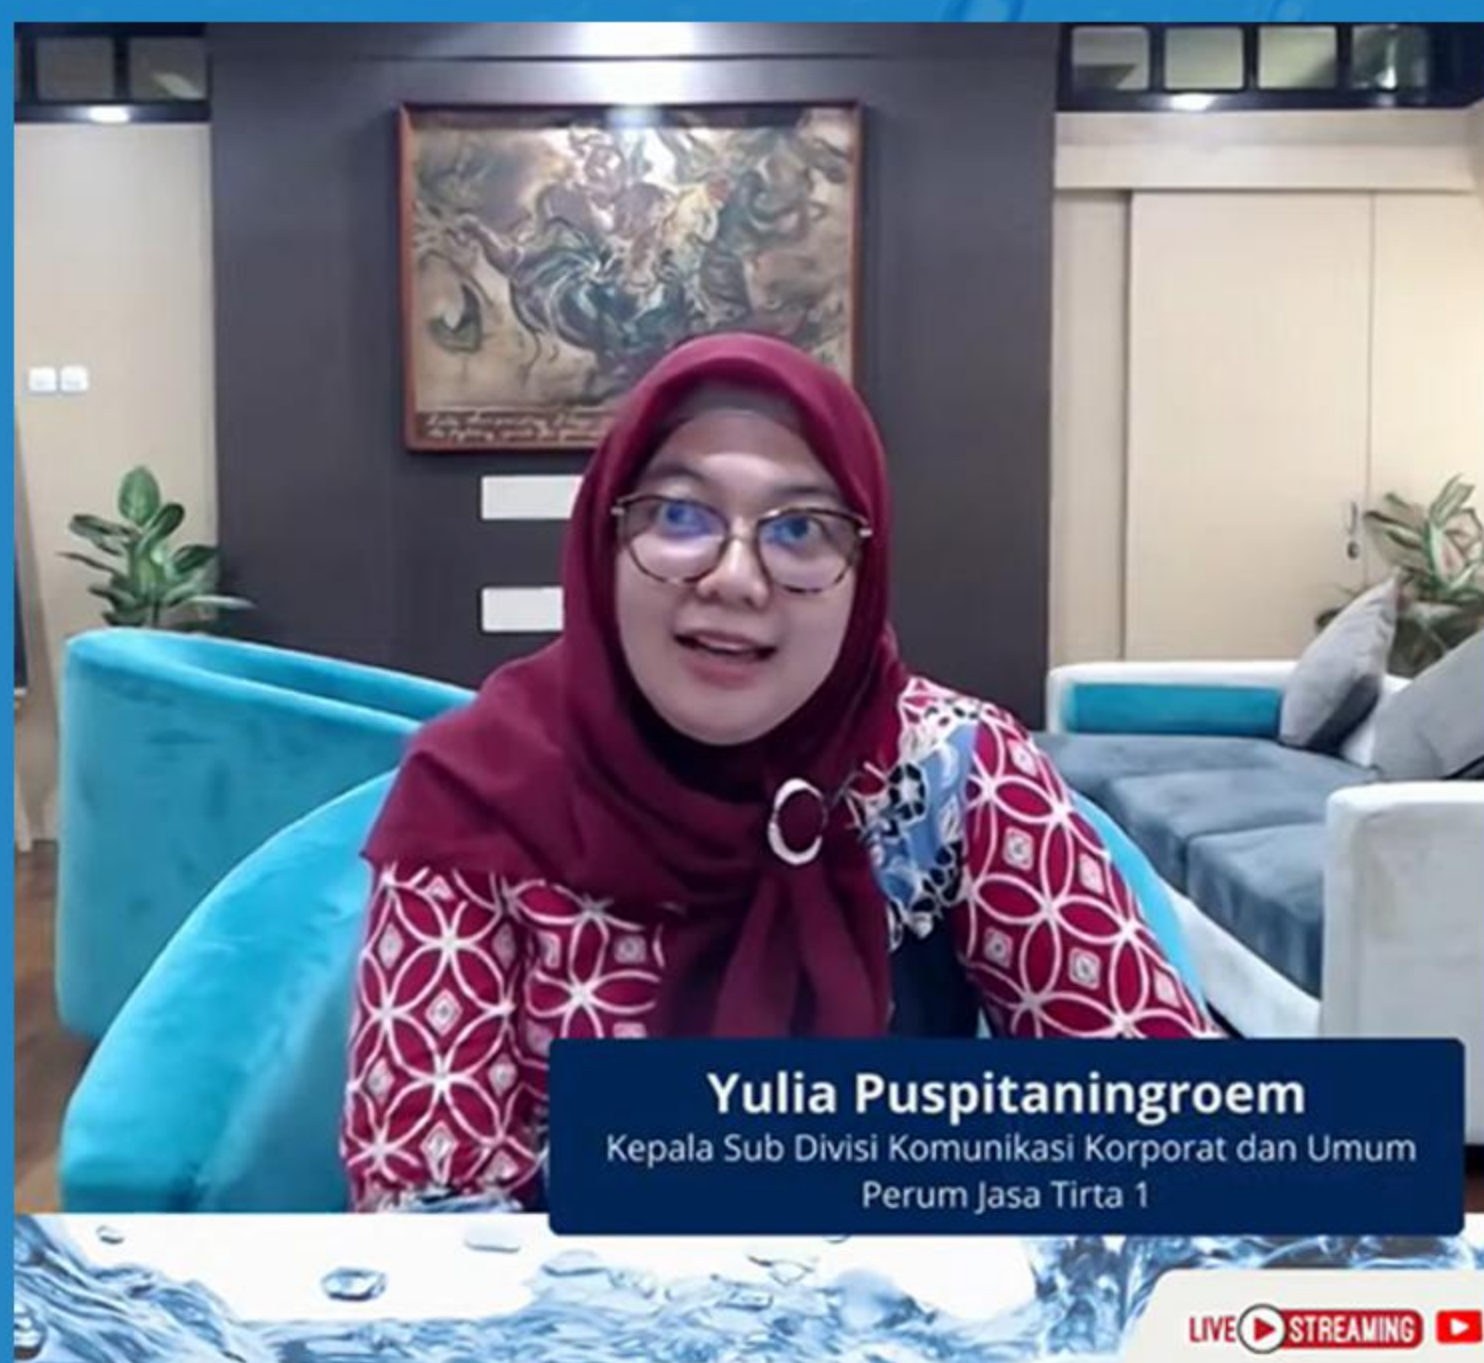 Yulia Puspitaningroem
Kepala Sub Divisi Komunikasi Korporat dan Umum
Perum Jasa Tirta 1
LIVE STREAMING